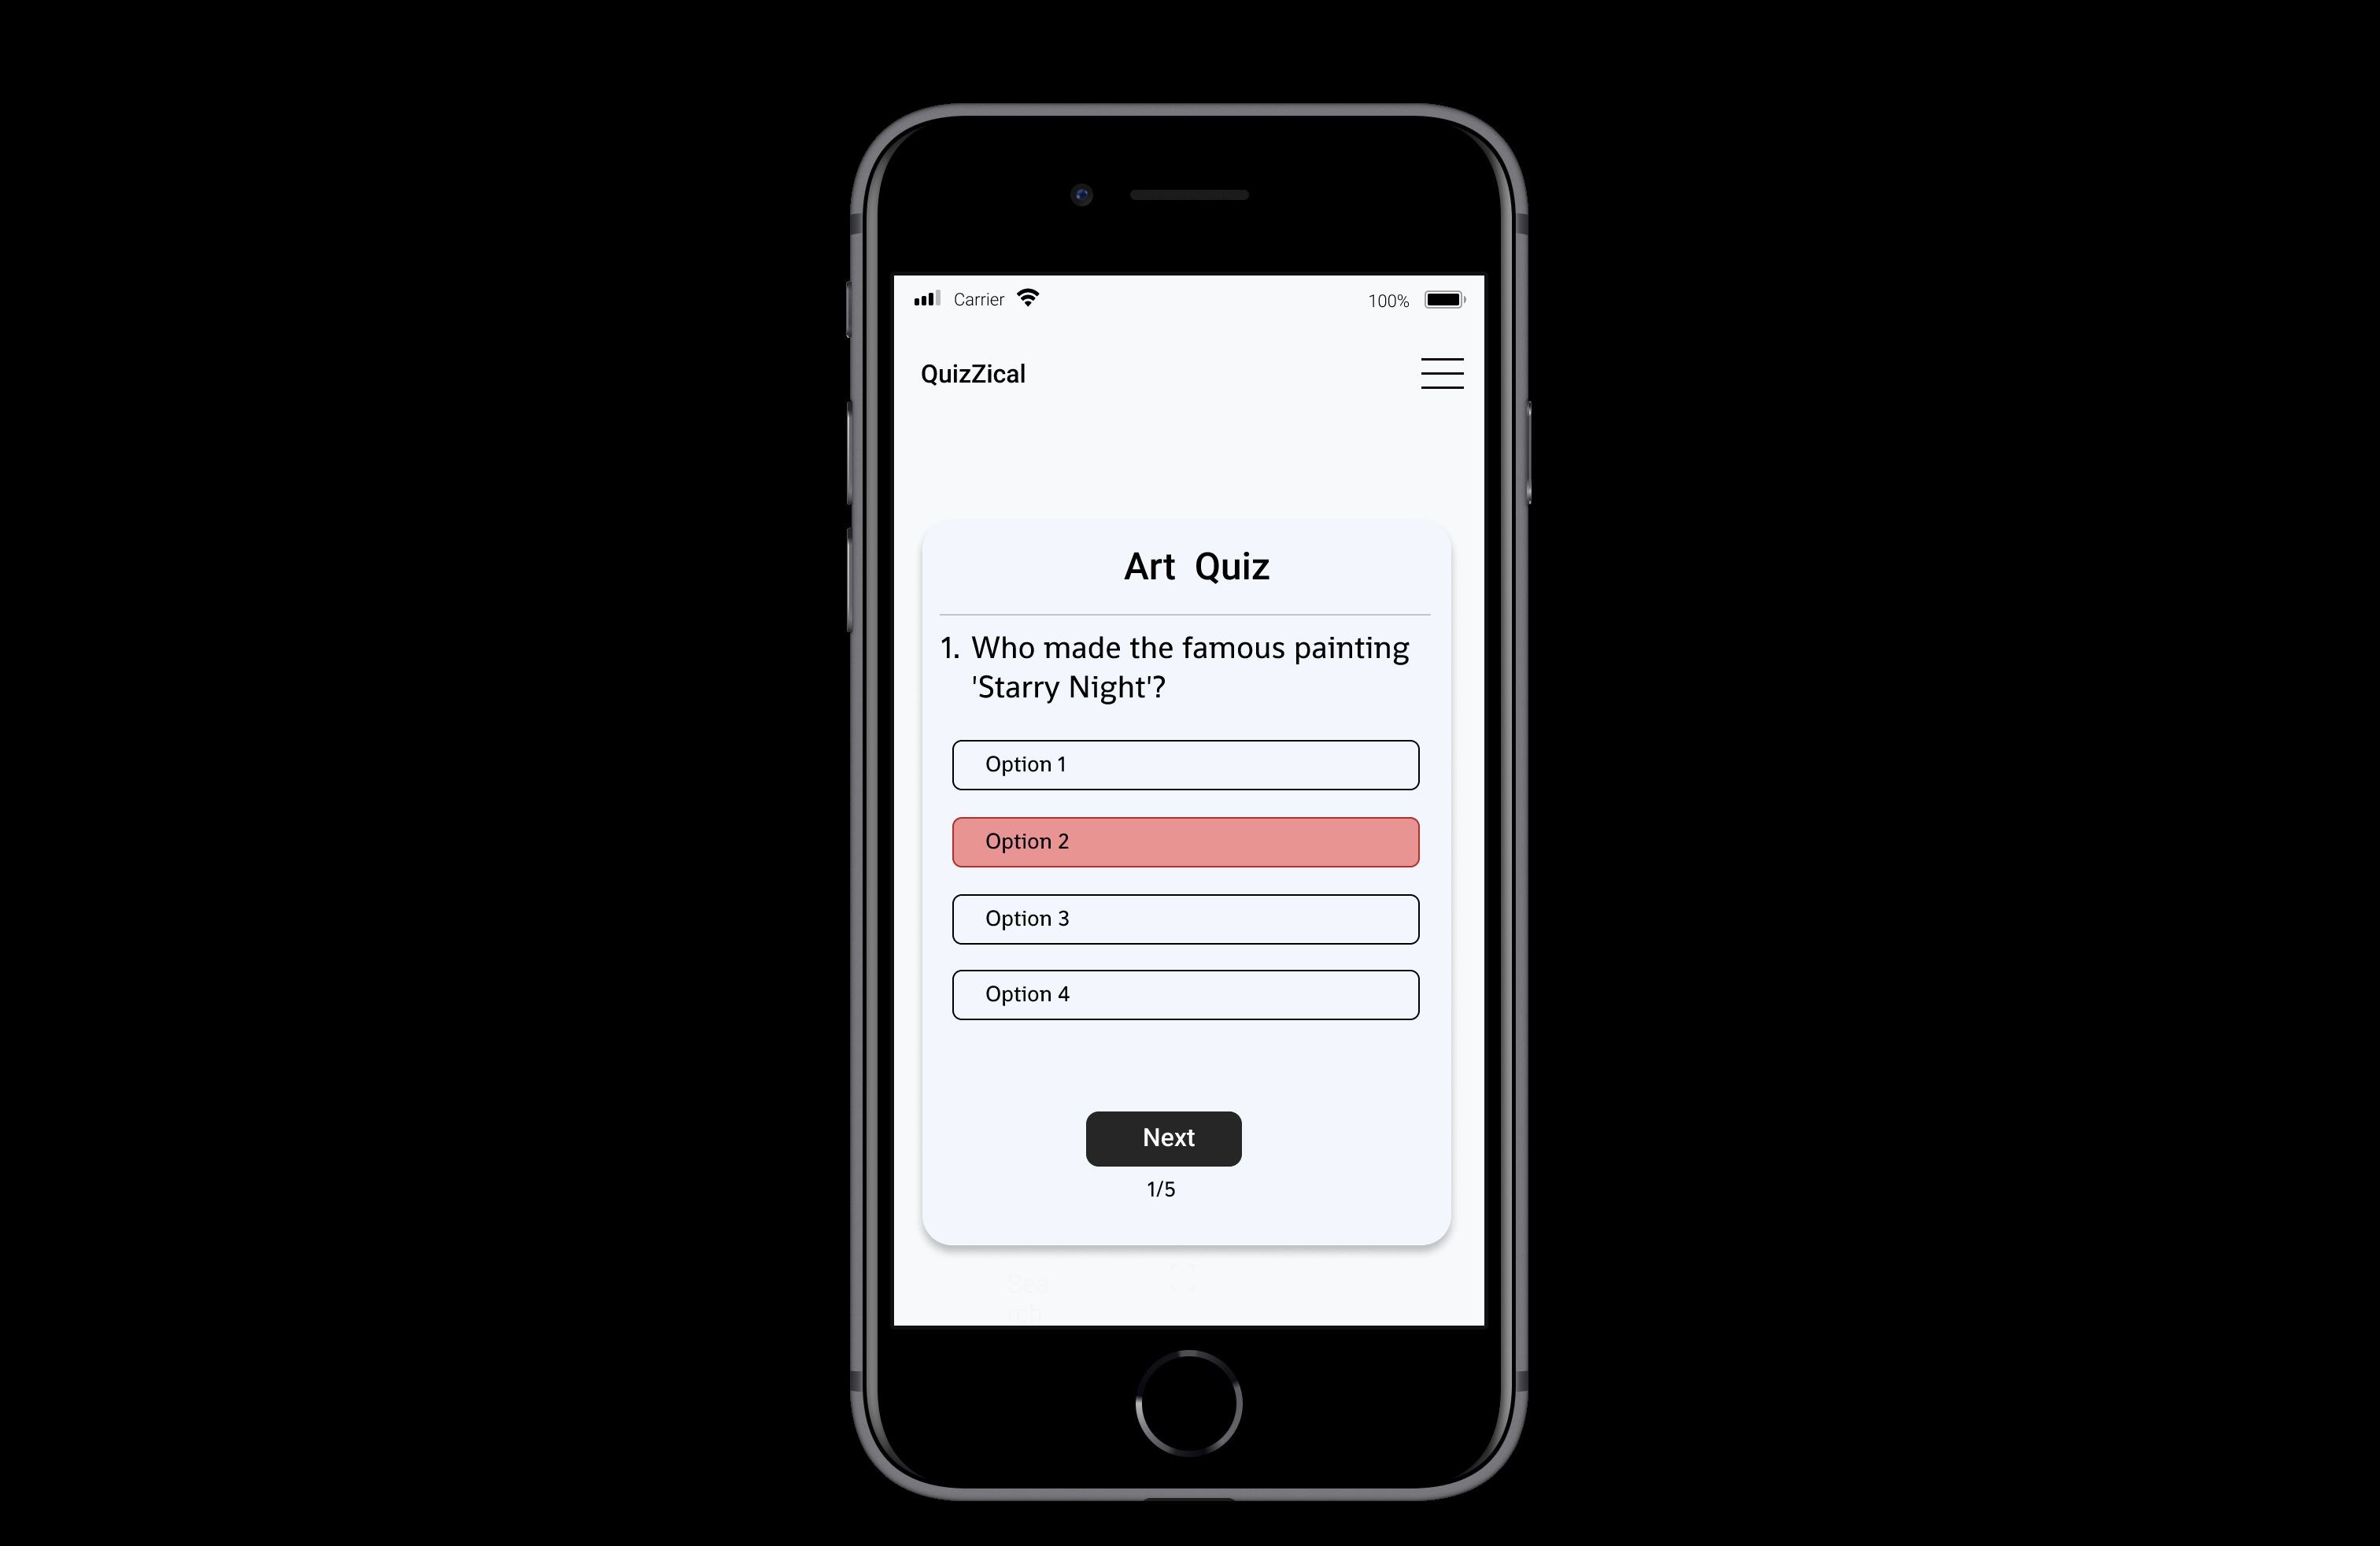 Carrier 100%
QuizZical
Art Quiz
1. Who made the famous painting
'Starry Night'?
Option 1
Option 2
Option 3
Option 4
Next
1/5